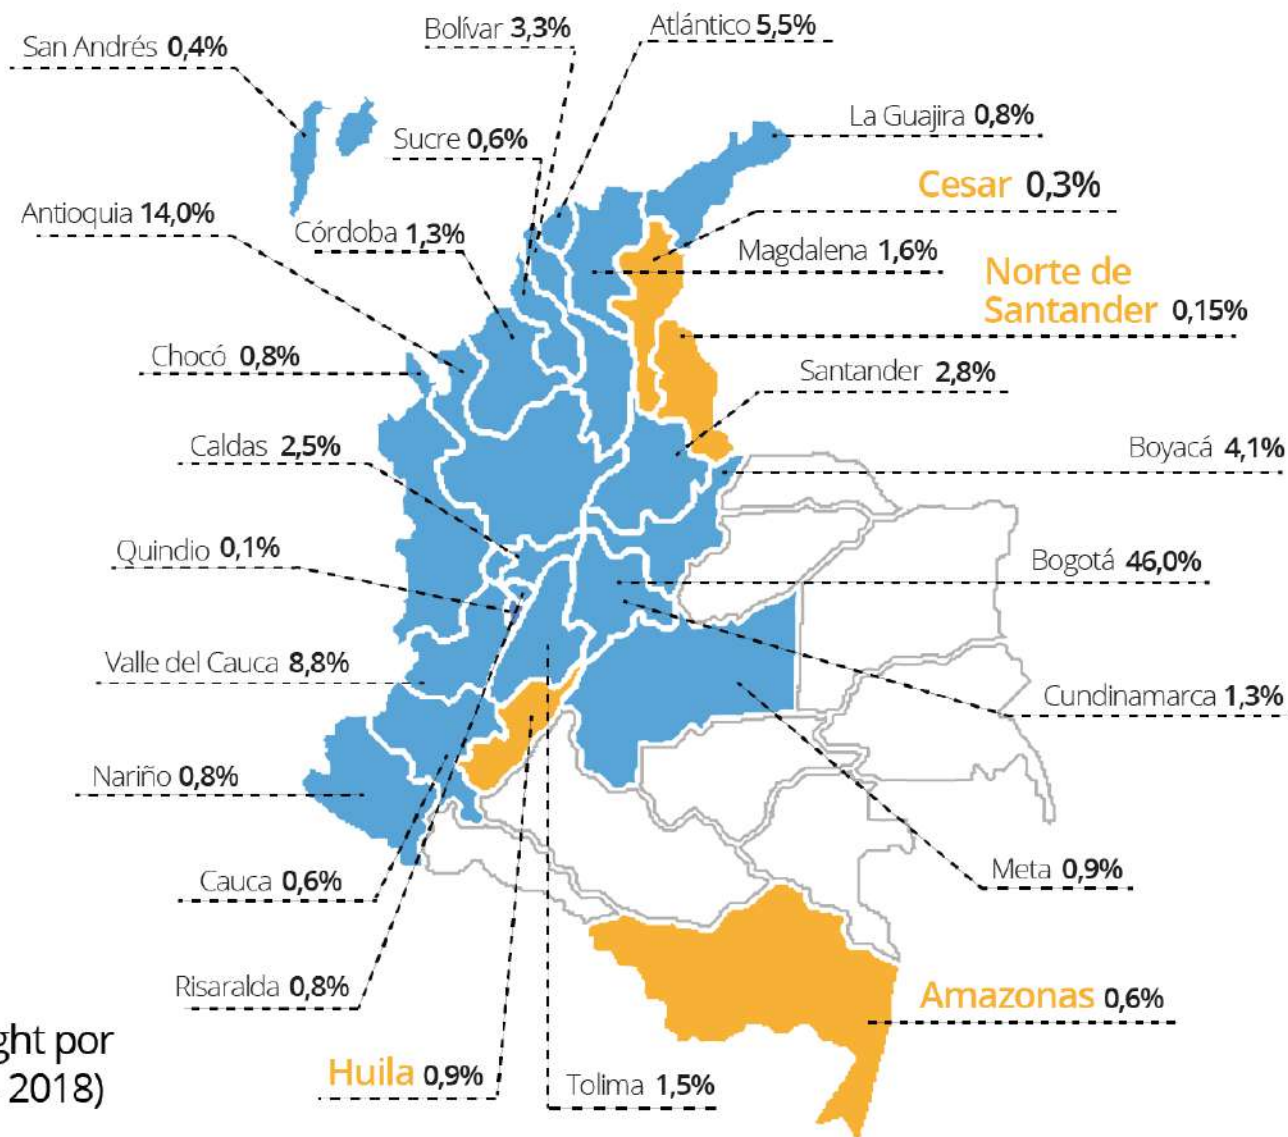 San Andrés 0,4%
Bolívar 3,3%
Atlántico 5,5%
Sucre 0,6%
La Guajira 0,8%
Cesar 0,3%
Antioquia 14,0%
Córdoba 1,3%
Magdalena 1,6%
Norte de
Santander 0,15%
Chocó 0,8%
Santander 2,8%
Caldas 2,5%
Boyacá 4,1%
Quindio 0,1%
Bogotá 46,0%
Valle del Cauca 8,8%
Cundinamarca 1,3%
Nariño 0,8%
Cauca 0,6%
Meta 0,9%
Risaralda 0,8%
Amazonas 0,6%
ght por
2018)
Huila 0,9%
Tolima 1,5%